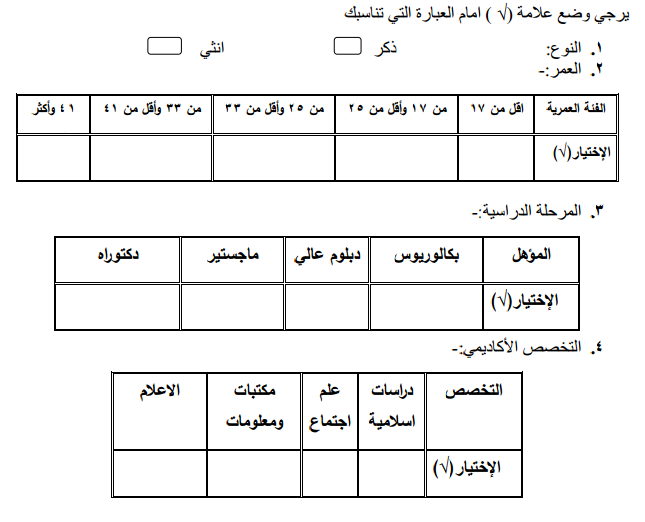 يرجي وضع علامة (√ ) امام العبارة التي تناسبك
١. النوع: ذكر انثي
٢. العمر:-
الفئة العمرية اقل من ١٧ من ١٧ وأقل من ٢٥ من ٢٥ وأقل من ٣٣ من ٣٣ وأقل من ٤١ ٤١ وأكثر
الإختيار(√)
٣. المرحلة الدراسية:-
المؤهل بكالوريوس دبلوم عالي ماجستير دكتوراه
الإختيار(√)
٤. التخصص الأكاديمي:-
التخصص دراسات علم مكتبات الاعلام
اسلامية اجتماع ومعلومات
الإختيار(√)